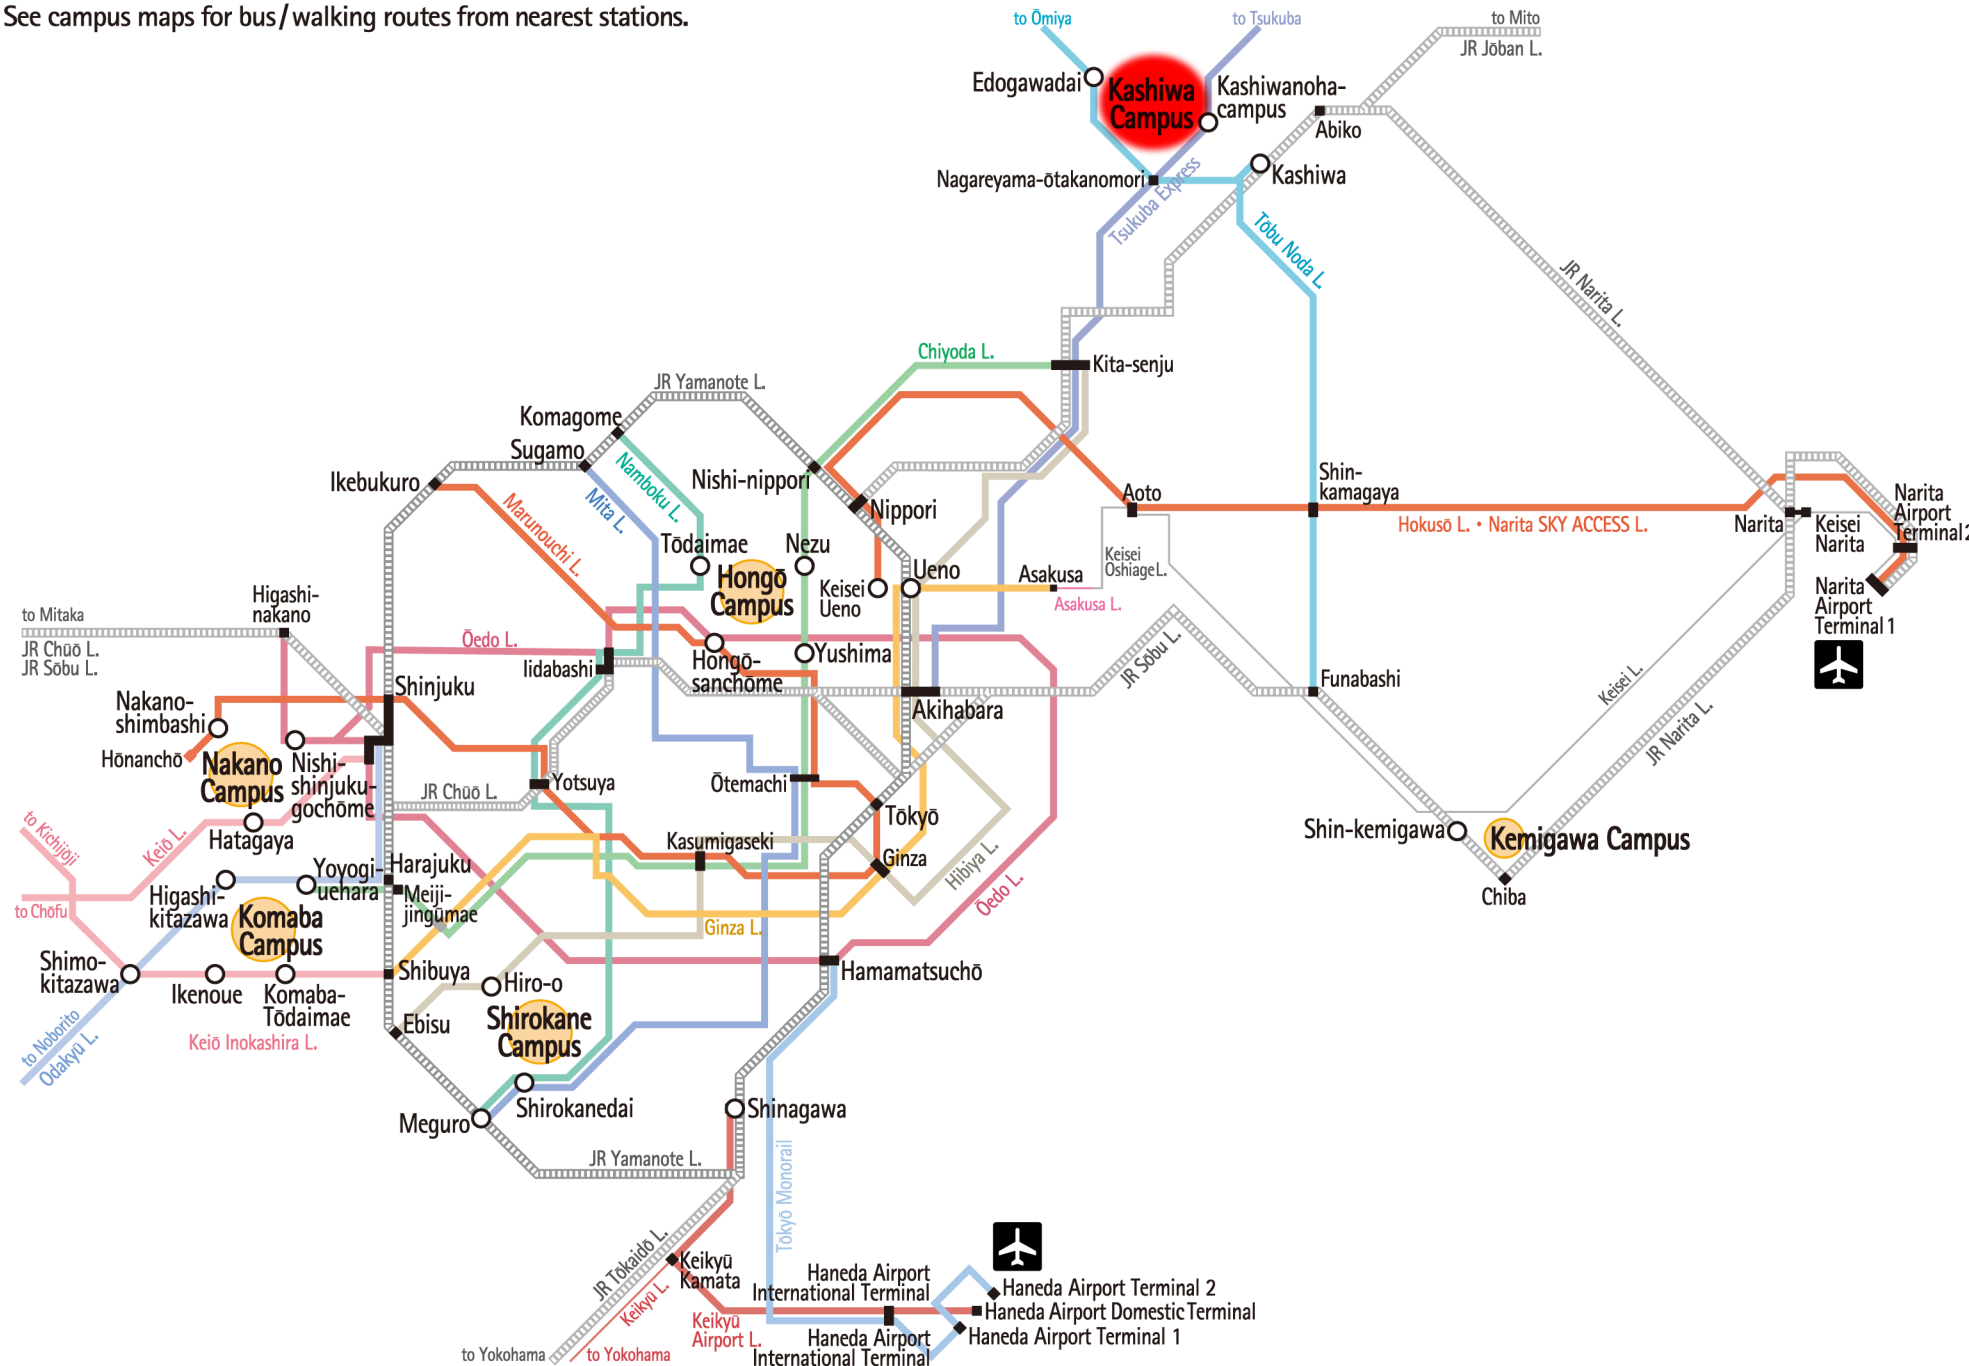 See campus maps for bus/walking routes from nearest stations.
to Ōmiya
to Tsukuba
to Mito
JR Jōban L.
Edogawadai
Kashiwa
Campus
Kashiwanoha-
campus
Abiko
Nagareyama-ōtakanomori
Kashiwa
Tsukuba Express
Tōbu Noda L.
JR Narita L.
Chiyoda L.
Kita-senju
JR Yamanote L.
Komagome
Sugamo
Ikebukuro
Namboku L.
Mita L.
Marunouchi L.
Nishi-nippori
Nippori
Aoto
Shin-
kamagaya
Hokusō L. • Narita SKY ACCESS L.
Narita
Keisei
Narita
Narita
Airport
Terminal2
Narita
Airport
Terminal 1
Tōdaimae
Nezu
Hongō
Campus
Keisei
Ueno
Ueno
Asakusa
Asakusa L.
Keisei
Oshiage L.
Higashi-
nakano
to Mitaka
JR Chūō L.
JR Sōbu L.
Ōedo L.
Iidabashi
Hongō-
sanchōme
Yushima
JR Sōbu L.
Funabashi
Keisei L.
JR Narita L.
Shinjuku
Akihabara
Nakano-
shimbashi
Hōnanchō
Nakano
Campus
Nishi-
shinjuku-
gochōme
Hatagaya
JR Chūō L.
Yotsuya
Ōtemachi
Tōkyō
Kasumigaseki
Ginza
Hibiya L.
Ōedo L.
Shin-kemigawa
Kemigawa Campus
Chiba
to Kichijōji
Keiō L.
to Chōfu
Higashi-
kitazawa
Yoyogi-
uehara
Harajuku
Meiji-
jingūmae
Komaba
Campus
Ginza L.
Shimo-
kitazawa
Ikenoue
Komaba-
Tōdaimae
Shibuya
Keiō Inokashira L.
to Noborito
Odakyū L.
Hiro-o
Ebisu
Shirokane
Campus
Hamamatsuchō
Shirokanedai
Meguro
Shinagawa
JR Yamanote L.
Tōkyō Monorail
JR Tōkaidō L.
Keikyū L.
Keikyū
Kamata
Keikyū
Airport L.
to Yokohama
to Yokohama
Haneda Airport
International Terminal
Haneda Airport
International Terminal
Haneda Airport Terminal 2
Haneda Airport Domestic Terminal
Haneda Airport Terminal 1